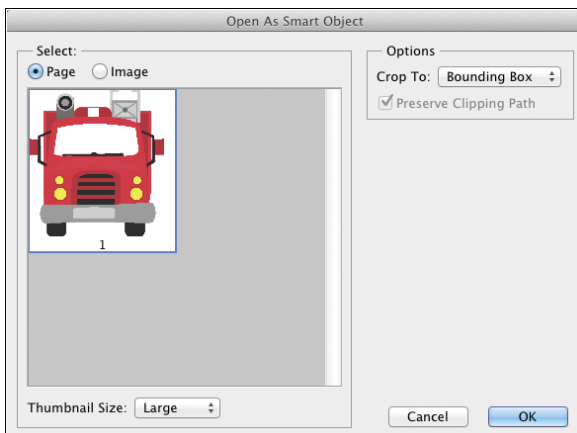 Open As Smart Object
Select:
Page
Image
1
Thumbnail Size: Large
Options
Crop To: Bounding Box
Preserve Clipping Path
Cancel
OK